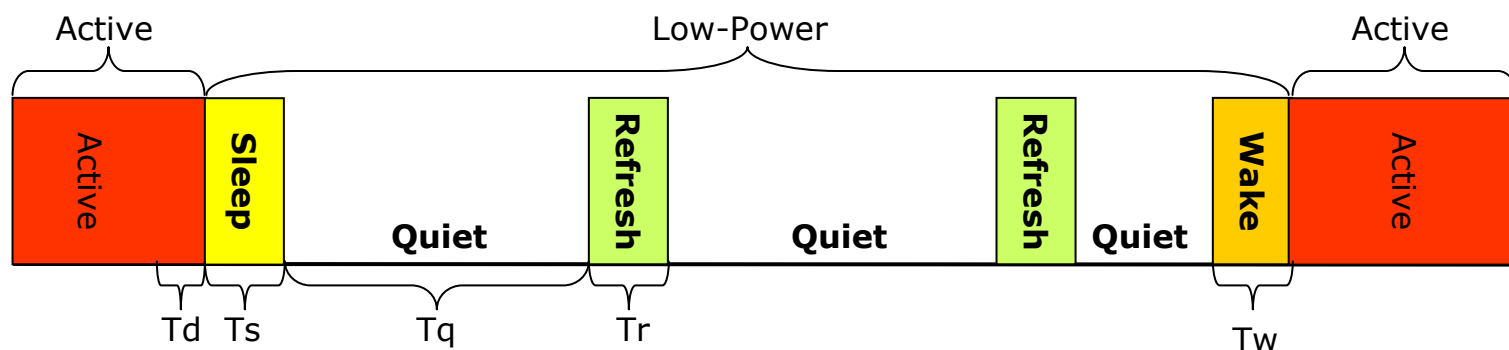 Active
Low-Power
Active
Active
Sleep
Quiet
Refresh
Quiet
Refresh
Quiet
Wake
Active
Td
Ts
Tq
Tr
Tw